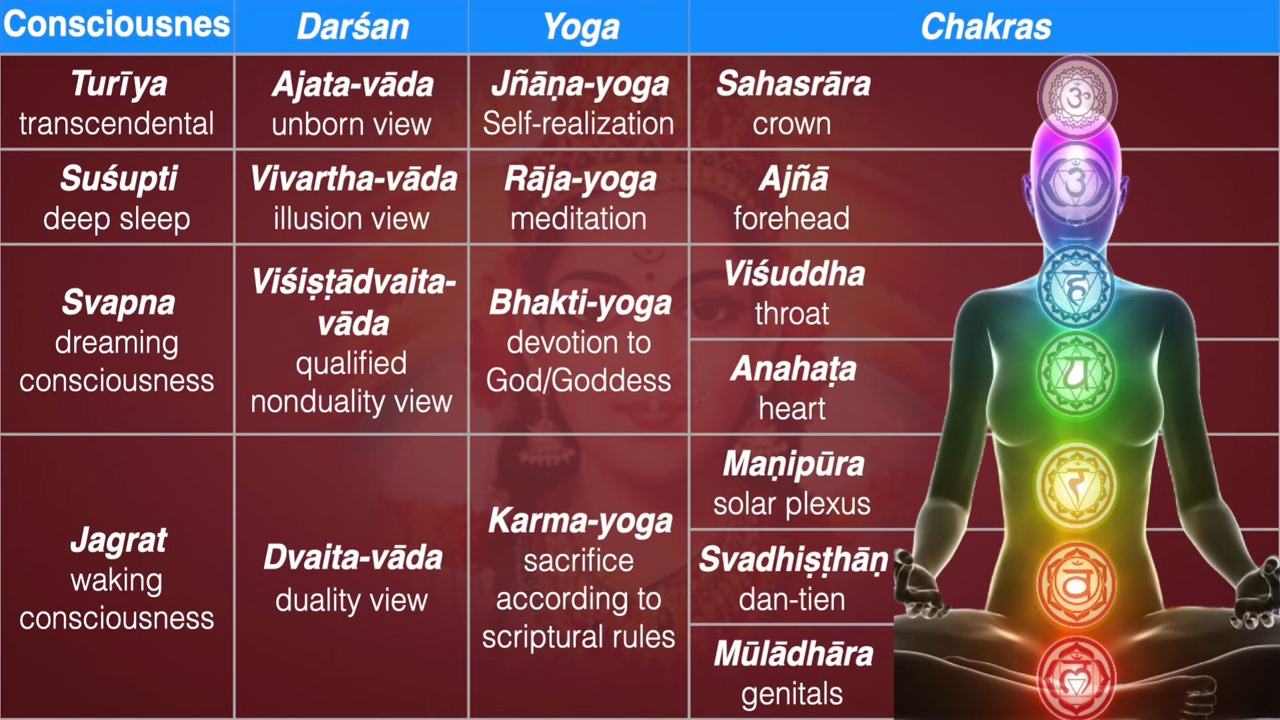 Consciousnes
Darśan
Yoga
Chakras
Turīya
transcendental
Ajata-vāda
unborn view
Jñāṇa-yoga
Self-realization
Sahasrāra
crown
Suśupti
deep sleep
Vivartha-vāda
illusion view
Rāja-yoga
meditation
Ajñā
forehead
Svapna
dreaming
consciousness
Viśiṣṭādvaita-
vāda
qualified
nonduality view
Bhakti-yoga
devotion to
God/Goddess
Viśuddha
throat
Anahaṭa
heart
Jagrat
waking
consciousness
Dvaita-vāda
duality view
Karma-yoga
sacrifice
according to
scriptural rules
Maṇipūra
solar plexus
Svadhiṣṭhāṇ
dan-tien
Mūlādhāra
genitals
ॐ
ॐ
हं
यं
रं
वं